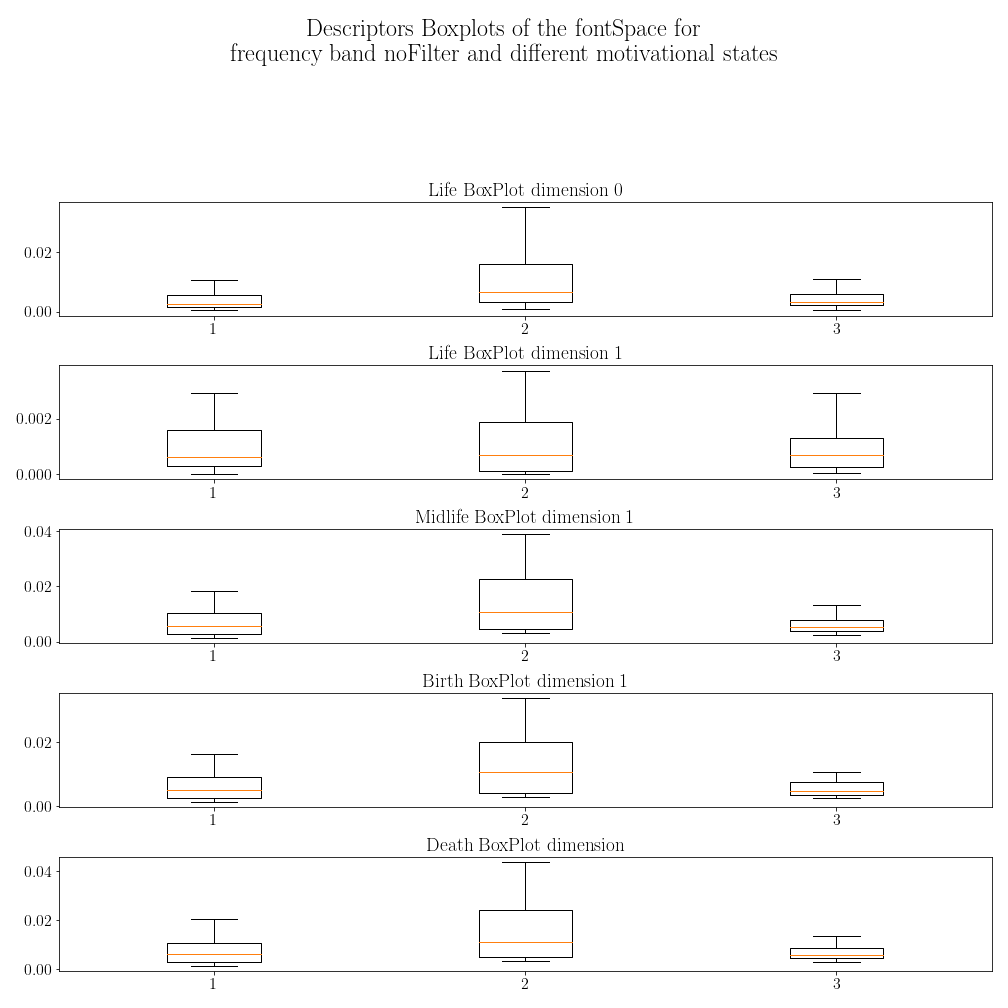 Descriptors Boxplots of the fontSpace for
frequency band noFilter and different motivational states
Life BoxPlot dimension 0
0.02
0.00
1 2 3
Life BoxPlot dimension 1
0.002
0.000
1 2 3
Midlife BoxPlot dimension 1
0.04
0.02
0.00
1 2 3
Birth BoxPlot dimension 1
0.02
0.00
1 2 3
Death BoxPlot dimension
0.04
0.02
0.00
1 2 3